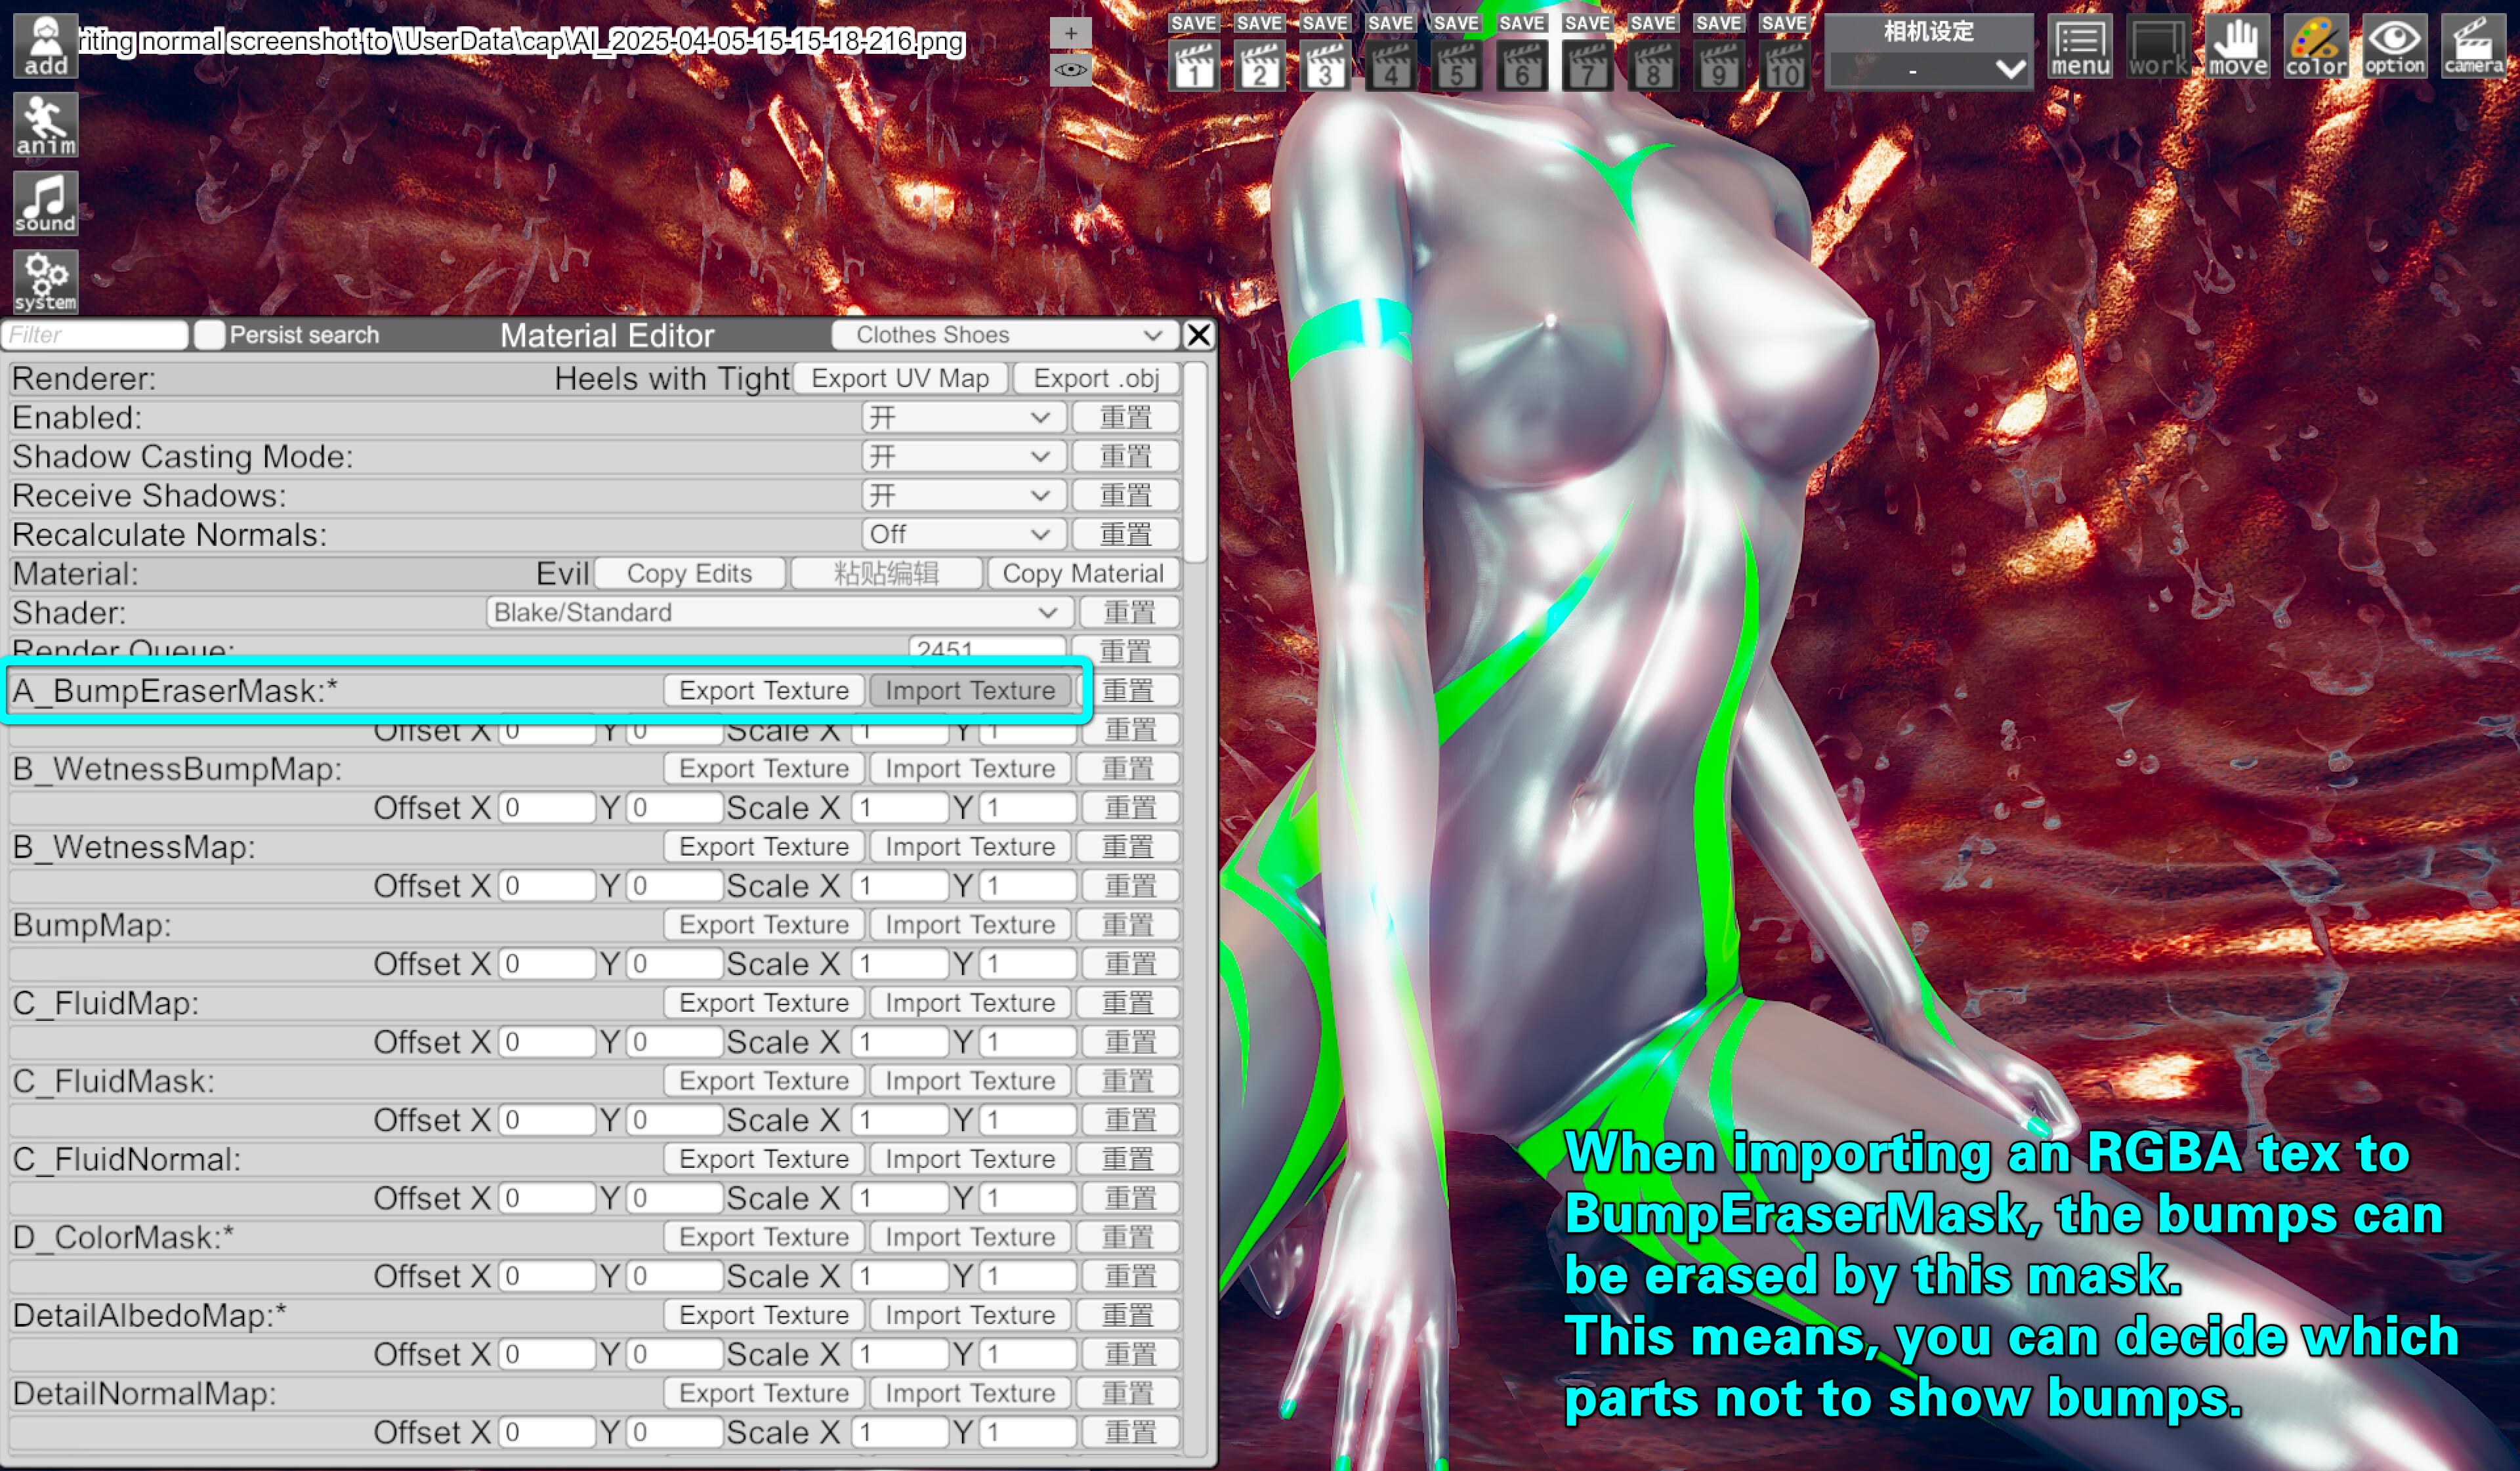 add
riting normal screenshot to \UserData\cap\AI_2025-04-05-15-15-18-216.png
+
SAVE SAVE SAVE SAVE SAVE SAVE SAVE SAVE SAVE SAVE
1 2 3 4 5 6 7 8 9 10
相机设定
-
menu work move color option camera
anim
sound
system
Filter Persist search Material Editor Clothes Shoes
Renderer: Heels with Tight Export UV Map Export .obj
Enabled: 开 重置
Shadow Casting Mode: 开 重置
Receive Shadows: 开 重置
Recalculate Normals: Off 重置
Material: Evil Copy Edits 粘贴编辑 Copy Material
Shader: Blake/Standard 重置
Render Queue: 2451 重置
A_BumpEraserMask:* Export Texture Import Texture 重置
Offset X 0 Y 0 Scale X 1 Y 1 重置
B_WetnessBumpMap: Export Texture Import Texture 重置
Offset X 0 Y 0 Scale X 1 Y 1 重置
B_WetnessMap: Export Texture Import Texture 重置
Offset X 0 Y 0 Scale X 1 Y 1 重置
BumpMap: Export Texture Import Texture 重置
Offset X 0 Y 0 Scale X 1 Y 1 重置
C_FluidMap: Export Texture Import Texture 重置
Offset X 0 Y 0 Scale X 1 Y 1 重置
C_FluidMask: Export Texture Import Texture 重置
Offset X 0 Y 0 Scale X 1 Y 1 重置
C_FluidNormal: Export Texture Import Texture 重置
Offset X 0 Y 0 Scale X 1 Y 1 重置
D_ColorMask:* Export Texture Import Texture 重置
Offset X 0 Y 0 Scale X 1 Y 1 重置
DetailAlbedoMap:* Export Texture Import Texture 重置
Offset X 0 Y 0 Scale X 1 Y 1 重置
DetailNormalMap: Export Texture Import Texture 重置
Offset X 0 Y 0 Scale X 1 Y 1 重置
When importing an RGBA tex to
BumpEraserMask, the bumps can
be erased by this mask.
This means, you can decide which
parts not to show bumps.